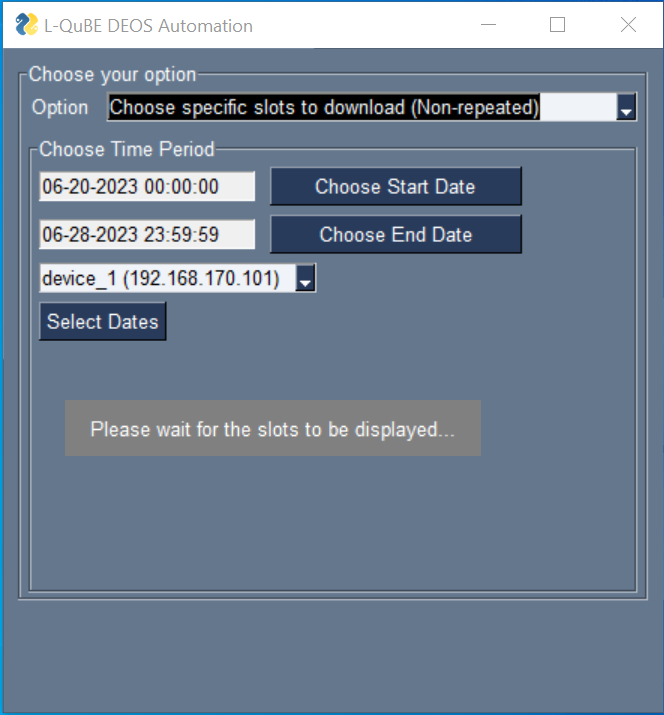 L-QuBE DEOS Automation
Choose your option
Option Choose specific slots to download (Non-repeated)
Choose Time Period
06-20-2023 00:00:00 Choose Start Date
06-28-2023 23:59:59 Choose End Date
device_1 (192.168.170.101)
Select Dates
Please wait for the slots to be displayed...